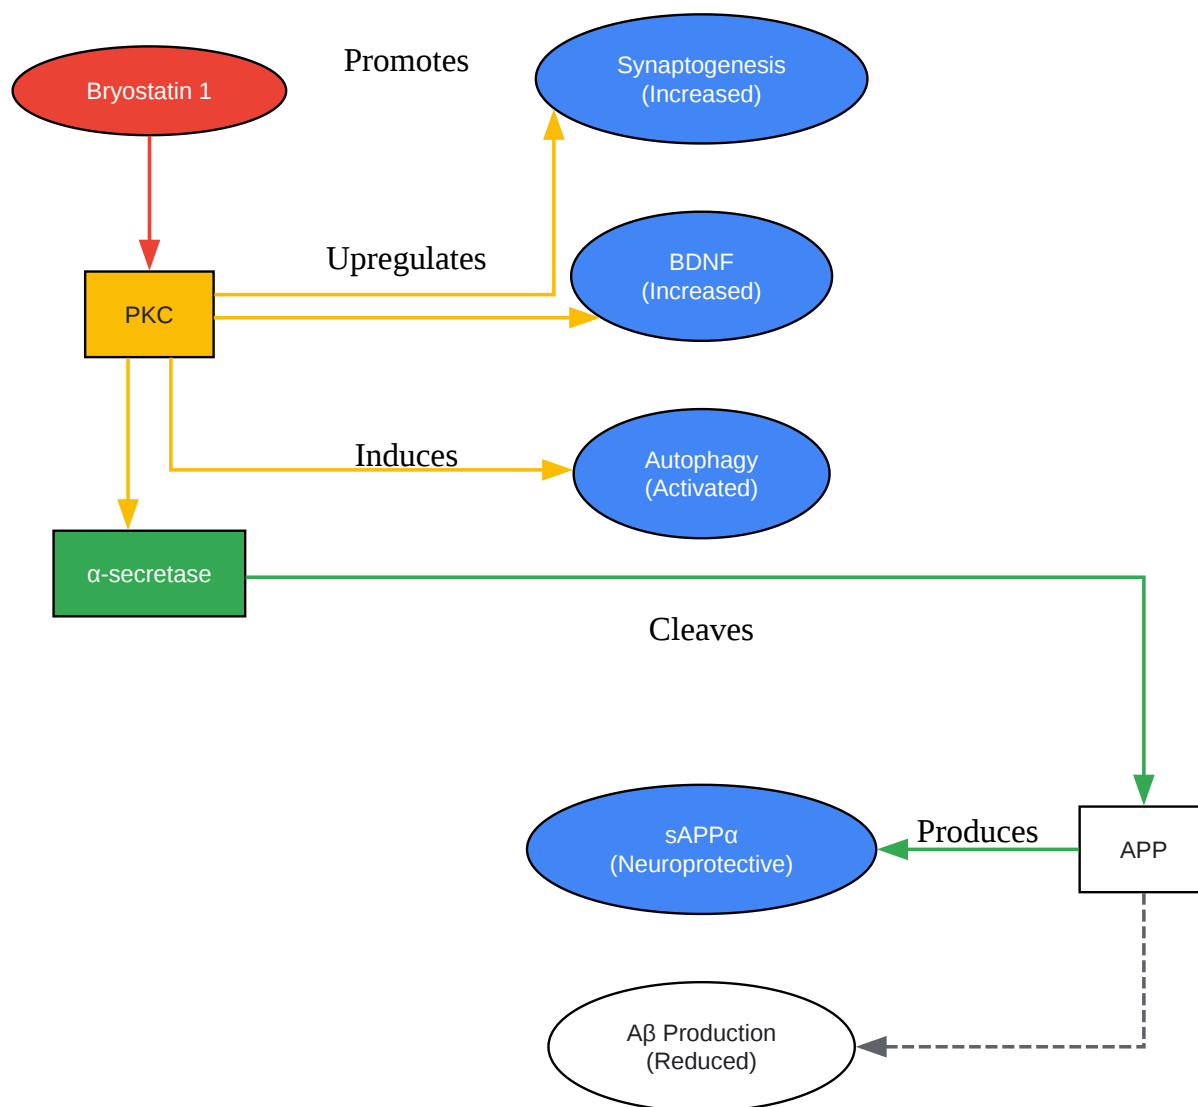 Promotes
Synaptogenesis
(Increased)
Bryostatin 1
Upregulates
BDNF
(Increased)
PKC
Induces
Autophagy
(Activated)
α-secretase
Cleaves
sAPPα
(Neuroprotective)
Produces
APP
Aβ Production
(Reduced)